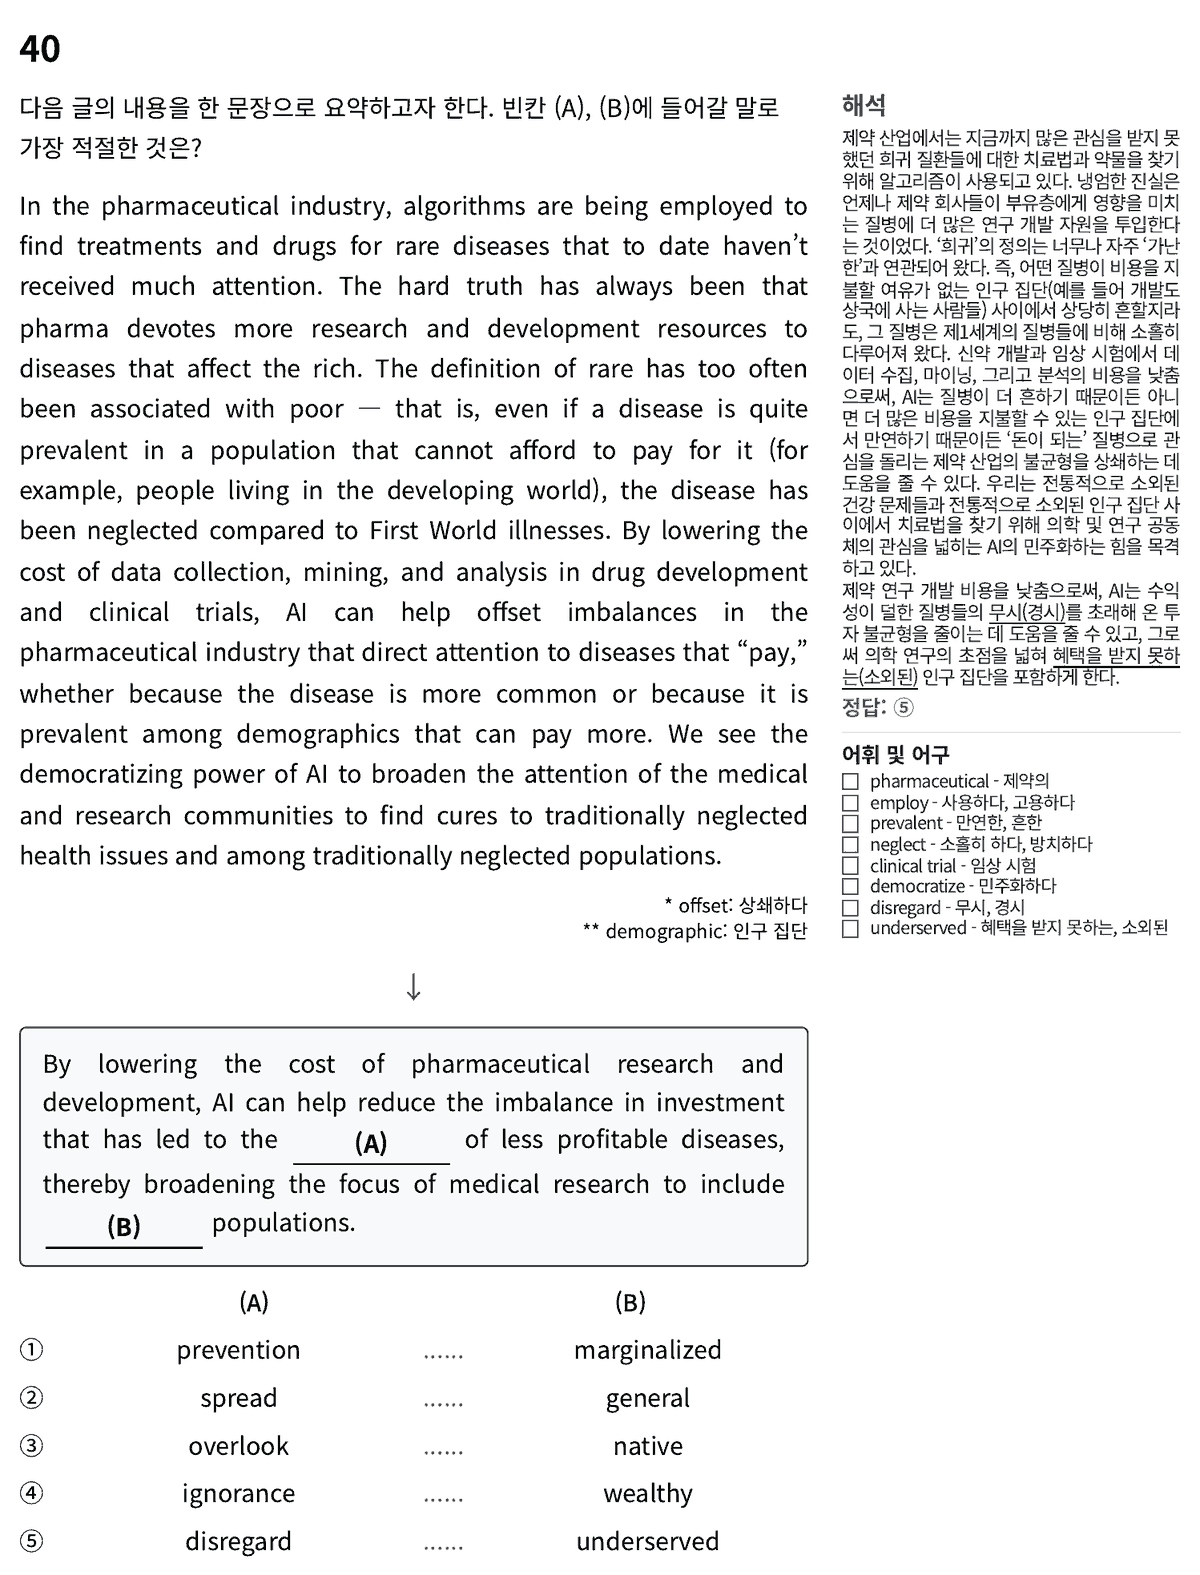 40
다음 글의 내용을 한 문장으로 요약하고자 한다. 빈칸 (A), (B)에 들어갈 말로
가장 적절한 것은?
In the pharmaceutical industry, algorithms are being employed to
find treatments and drugs for rare diseases that to date haven’t
received much attention. The hard truth has always been that
pharma devotes more research and development resources to
diseases that affect the rich. The definition of rare has too often
been associated with poor — that is, even if a disease is quite
prevalent in a population that cannot afford to pay for it (for
example, people living in the developing world), the disease has
been neglected compared to First World illnesses. By lowering the
cost of data collection, mining, and analysis in drug development
and clinical trials, AI can help offset imbalances in the
pharmaceutical industry that direct attention to diseases that “pay,”
whether because the disease is more common or because it is
prevalent among demographics that can pay more. We see the
democratizing power of AI to broaden the attention of the medical
and research communities to find cures to traditionally neglected
health issues and among traditionally neglected populations.
* offset: 상쇄하다
** demographic: 인구 집단
↓
By lowering the cost of pharmaceutical research and
development, AI can help reduce the imbalance in investment
that has led to the (A) of less profitable diseases,
thereby broadening the focus of medical research to include
(B) populations.
(A) (B)
① prevention ...... marginalized
② spread ...... general
③ overlook ...... native
④ ignorance ...... wealthy
⑤ disregard ...... underserved
해석
제약 산업에서는 지금까지 많은 관심을 받지 못
했던 희귀 질환들에 대한 치료법과 약물을 찾기
위해 알고리즘이 사용되고 있다. 냉엄한 진실은
언제나 제약 회사들이 부유층에게 영향을 미치
는 질병에 더 많은 연구 개발 자원을 투입한다
는 것이었다. ‘희귀’의 정의는 너무나 자주 ‘가난
한’과 연관되어 왔다. 즉, 어떤 질병이 비용을 지
불할 여유가 없는 인구 집단(예를 들어 개발도
상국에 사는 사람들) 사이에서 상당히 흔할지라
도, 그 질병은 제1세계의 질병들에 비해 소홀히
다루어져 왔다. 신약 개발과 임상 시험에서 데
이터 수집, 마이닝, 그리고 분석의 비용을 낮춤
으로써, AI는 질병이 더 흔하기 때문이든 아니
면 더 많은 비용을 지불할 수 있는 인구 집단에
서 만연하기 때문이든 ‘돈이 되는’ 질병으로 관
심을 돌리는 제약 산업의 불균형을 상쇄하는 데
도움을 줄 수 있다. 우리는 전통적으로 소외된
건강 문제들과 전통적으로 소외된 인구 집단 사
이에서 치료법을 찾기 위해 의학 및 연구 공동
체의 관심을 넓히는 AI의 민주화하는 힘을 목격
하고 있다.
제약 연구 개발 비용을 낮춤으로써, AI는 수익
성이 덜한 질병들의 무시(경시)를 초래해 온 투
자 불균형을 줄이는 데 도움을 줄 수 있고, 그로
써 의학 연구의 초점을 넓혀 혜택을 받지 못하
는(소외된) 인구 집단을 포함하게 한다.
정답: ⑤
어휘 및 어구
□ pharmaceutical - 제약의
□ employ - 사용하다, 고용하다
□ prevalent - 만연한, 흔한
□ neglect - 소홀히 하다, 방치하다
□ clinical trial - 임상 시험
□ democratize - 민주화하다
□ disregard - 무시, 경시
□ underserved - 혜택을 받지 못하는, 소외된